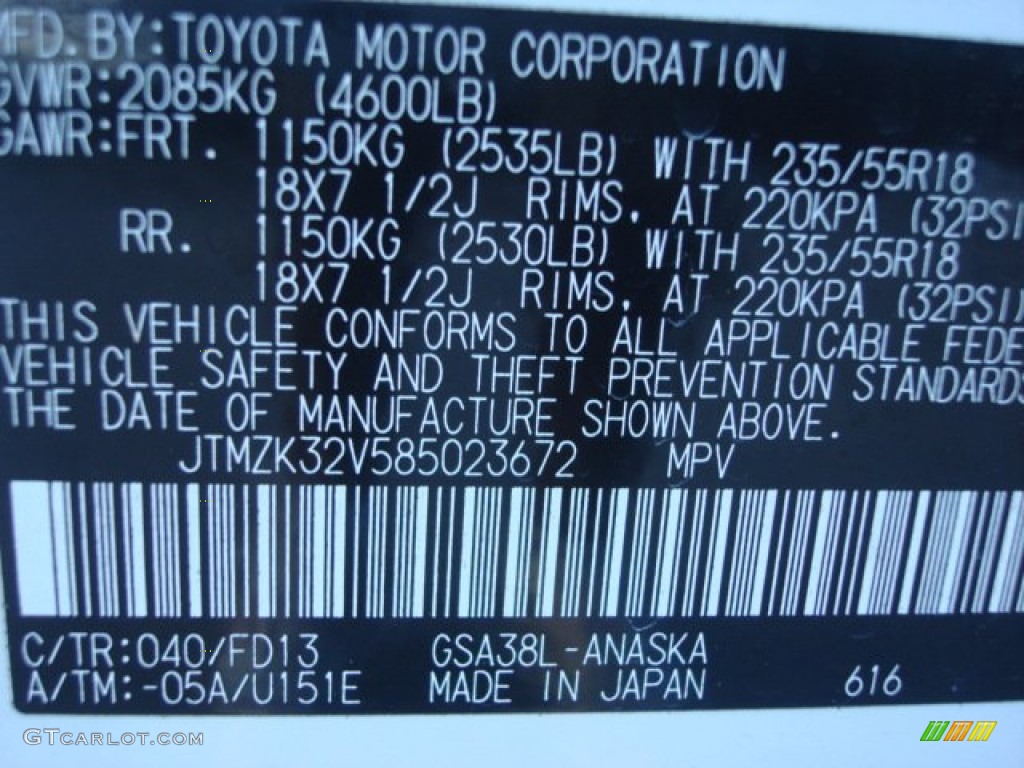 MFD. BY: TOYOTA MOTOR CORPORATION
GVWR: 2085KG (4600LB)
GAWR: FRT. 1150KG (2535LB) WITH 235/55R18
18X7 1/2J RIMS, AT 220KPA (32PSI
RR. 1150KG (2530LB) WITH 235/55R18
18X7 1/2J RIMS, AT 220KPA (32PSI)
THIS VEHICLE CONFORMS TO ALL APPLICABLE FEDE
VEHICLE SAFETY AND THEFT PREVENTION STANDARDS
THE DATE OF MANUFACTURE SHOWN ABOVE.
JTMZK32V585023672 MPV
C/TR: 040/FD13 GSA38L-ANASKA
A/TM: -05A/U151E MADE IN JAPAN 616
GTCARLOT.COM